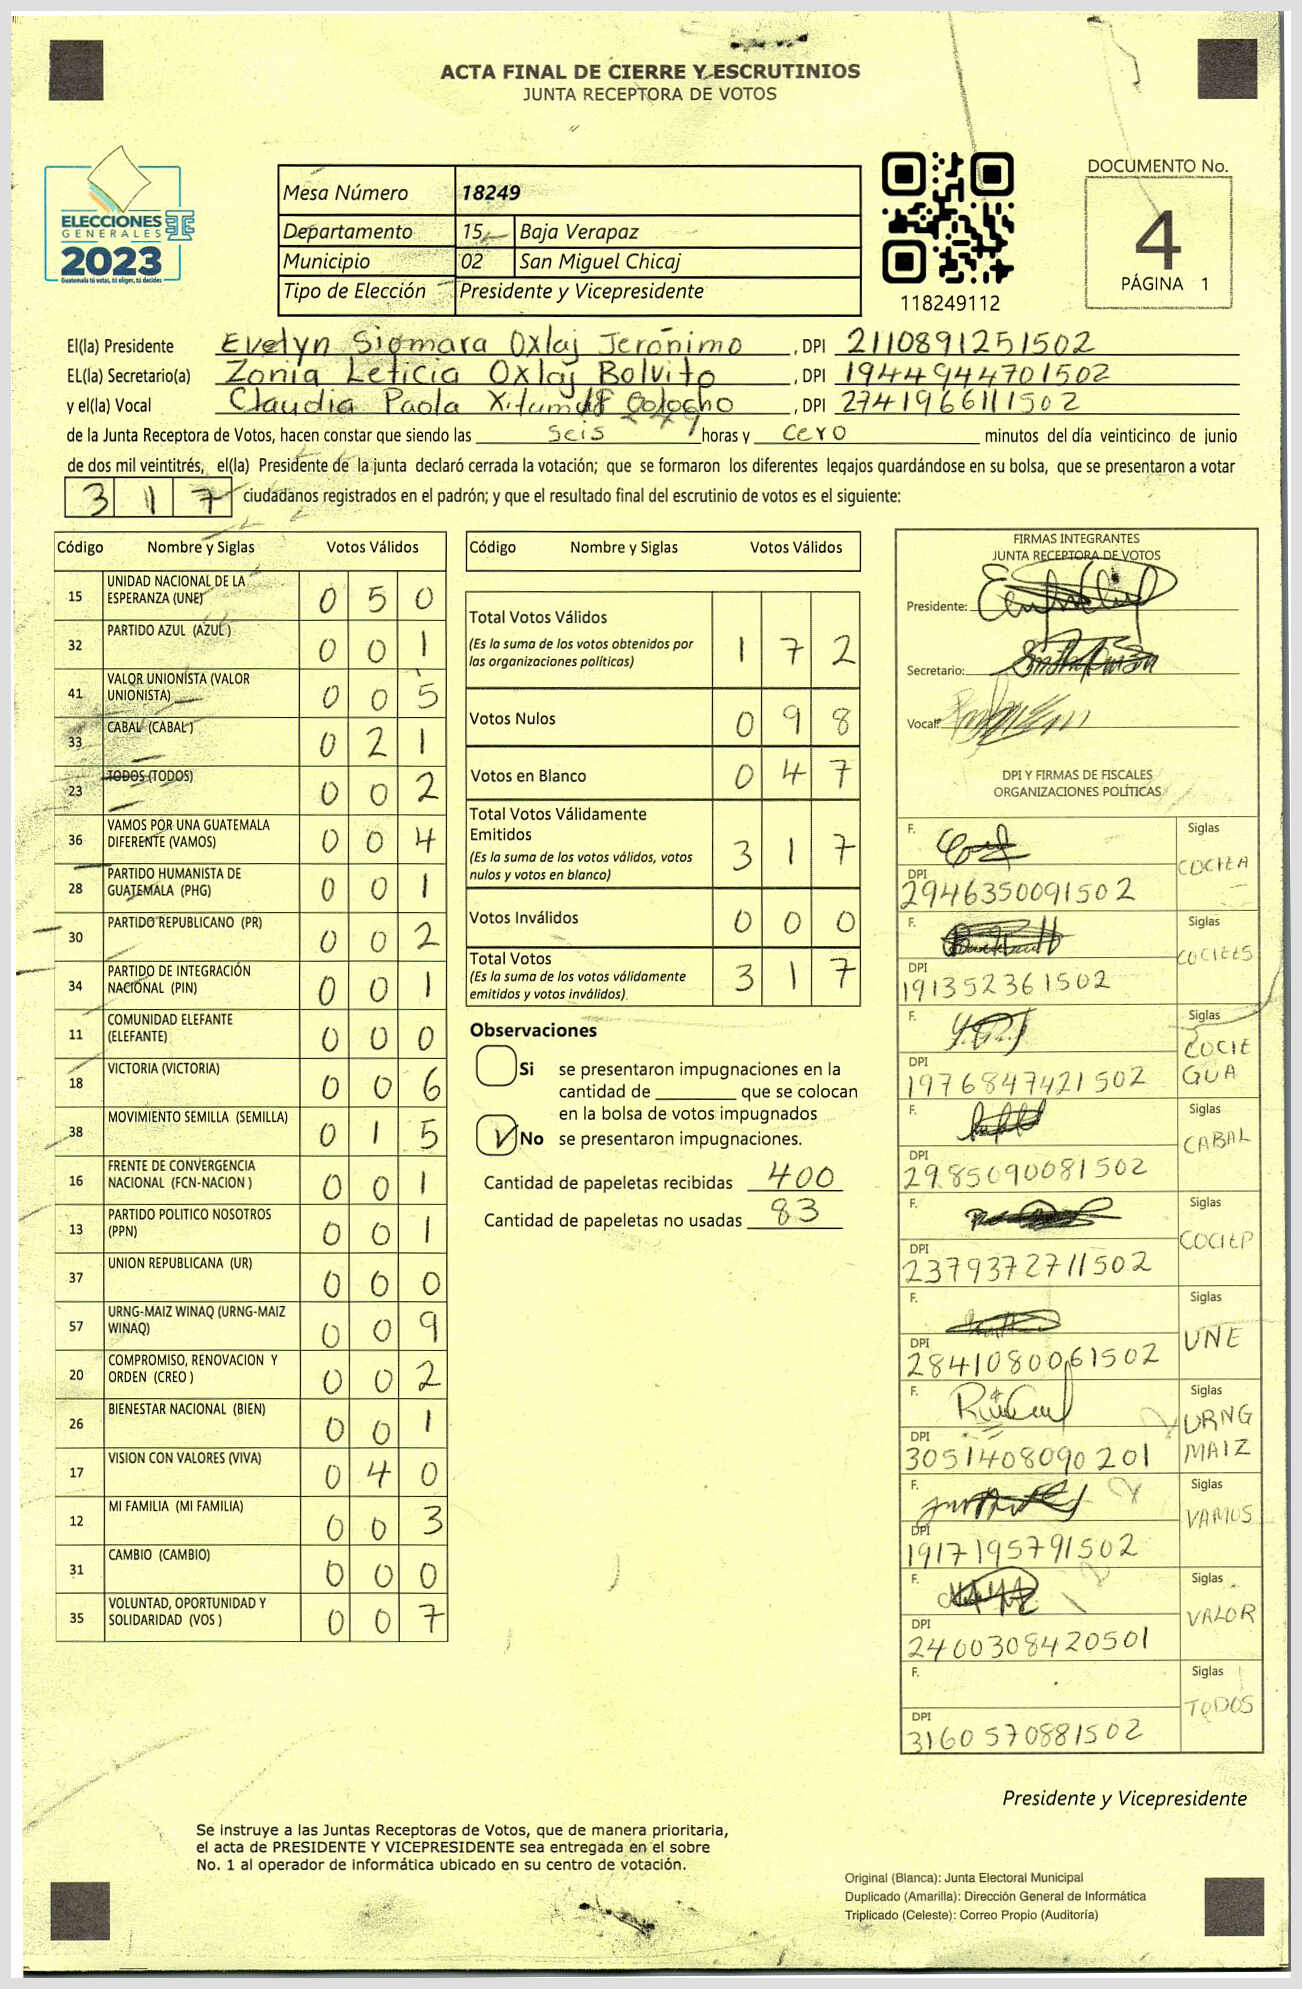 ACTA FINAL DE CIERRE Y ESCRUTINIOS
JUNTA RECEPTORA DE VOTOS
ELECCIONES
GENERALES
2023
Guatemala tú votas, tú eliges, tú decides
Mesa Número 18249
Departamento 15 Baja Verapaz
Municipio 02 San Miguel Chicaj
Tipo de Elección Presidente y Vicepresidente
118249112
DOCUMENTO No.
4
PÁGINA 1
El(la) Presidente Evelyn Siomara Oxlaj Jerónimo , DPI 2110891251502
EL(la) Secretario(a) Zonia Leticia Oxlaj Bolvito , DPI 1944944701502
y el(la) Vocal Claudia Paola Colocho , DPI 2741966111502
de la Junta Receptora de Votos, hacen constar que siendo las seis horas y cero minutos del día veinticinco de junio
de dos mil veintitrés, el(la) Presidente de la junta declaró cerrada la votación; que se formaron los diferentes legajos guardándose en su bolsa, que se presentaron a votar
317 ciudadanos registrados en el padrón; y que el resultado final del escrutinio de votos es el siguiente:
Código Nombre y Siglas Votos Válidos
15 UNIDAD NACIONAL DE LA ESPERANZA (UNE) 0 5 0
32 PARTIDO AZUL (AZUL ) 0 0 1
41 VALOR UNIONISTA (VALOR UNIONISTA) 0 0 5
33 CABAL (CABAL ) 0 2 1
23 TODOS (TODOS) 0 0 2
36 VAMOS POR UNA GUATEMALA DIFERENTE (VAMOS) 0 0 4
28 PARTIDO HUMANISTA DE GUATEMALA (PHG) 0 0 1
30 PARTIDO REPUBLICANO (PR) 0 0 2
34 PARTIDO DE INTEGRACIÓN NACIONAL (PIN) 0 0 1
11 COMUNIDAD ELEFANTE (ELEFANTE) 0 0 0
18 VICTORIA (VICTORIA) 0 0 6
38 MOVIMIENTO SEMILLA (SEMILLA) 0 1 5
16 FRENTE DE CONVERGENCIA NACIONAL (FCN-NACION ) 0 0 1
13 PARTIDO POLITICO NOSOTROS (PPN) 0 0 1
37 UNION REPUBLICANA (UR) 0 0 0
57 URNG-MAIZ WINAQ (URNG-MAIZ WINAQ) 0 0 9
20 COMPROMISO, RENOVACION Y ORDEN (CREO ) 0 0 2
26 BIENESTAR NACIONAL (BIEN) 0 0 1
17 VISION CON VALORES (VIVA) 0 4 0
12 MI FAMILIA (MI FAMILIA) 0 0 3
31 CAMBIO (CAMBIO) 0 0 0
35 VOLUNTAD, OPORTUNIDAD Y SOLIDARIDAD (VOS ) 0 0 7
Código Nombre y Siglas Votos Válidos
Total Votos Válidos 1 7 2
(Es la suma de los votos obtenidos por
las organizaciones políticas)
Votos Nulos 0 9 8
Votos en Blanco 0 4 7
Total Votos Válidamente
Emitidos 3 1 7
(Es la suma de los votos válidos, votos
nulos y votos en blanco)
Votos Inválidos 0 0 0
Total Votos 3 1 7
(Es la suma de los votos válidamente
emitidos y votos inválidos).
Observaciones
Si se presentaron impugnaciones en la
cantidad de ________ que se colocan
en la bolsa de votos impugnados
No se presentaron impugnaciones.
Cantidad de papeletas recibidas 400
Cantidad de papeletas no usadas 83
FIRMAS INTEGRANTES
JUNTA RECEPTORA DE VOTOS
Presidente:
Secretario:
Vocal:
DPI Y FIRMAS DE FISCALES
ORGANIZACIONES POLÍTICAS
F. Siglas
DPI
2946350091502
F. Siglas
DPI
191352361502
F. Siglas
COCIE
GUA
DPI
1976847421502
F. Siglas
CABAL
DPI
2985090081502
F. Siglas
DPI
2379372711502
F. Siglas
UNE
DPI
2841080061502
F. Siglas
URNG
MAIZ
DPI
3051408090201
F. Siglas
VAMOS
DPI
1917195791502
F. Siglas
VALOR
DPI
2400308420501
F. Siglas
TODOS
DPI
3160570881502
Presidente y Vicepresidente
Se instruye a las Juntas Receptoras de Votos, que de manera prioritaria,
el acta de PRESIDENTE Y VICEPRESIDENTE sea entregada en el sobre
No. 1 al operador de informática ubicado en su centro de votación.
Original (Blanca): Junta Electoral Municipal
Duplicado (Amarilla): Dirección General de Informática
Triplicado (Celeste): Correo Propio (Auditoría)